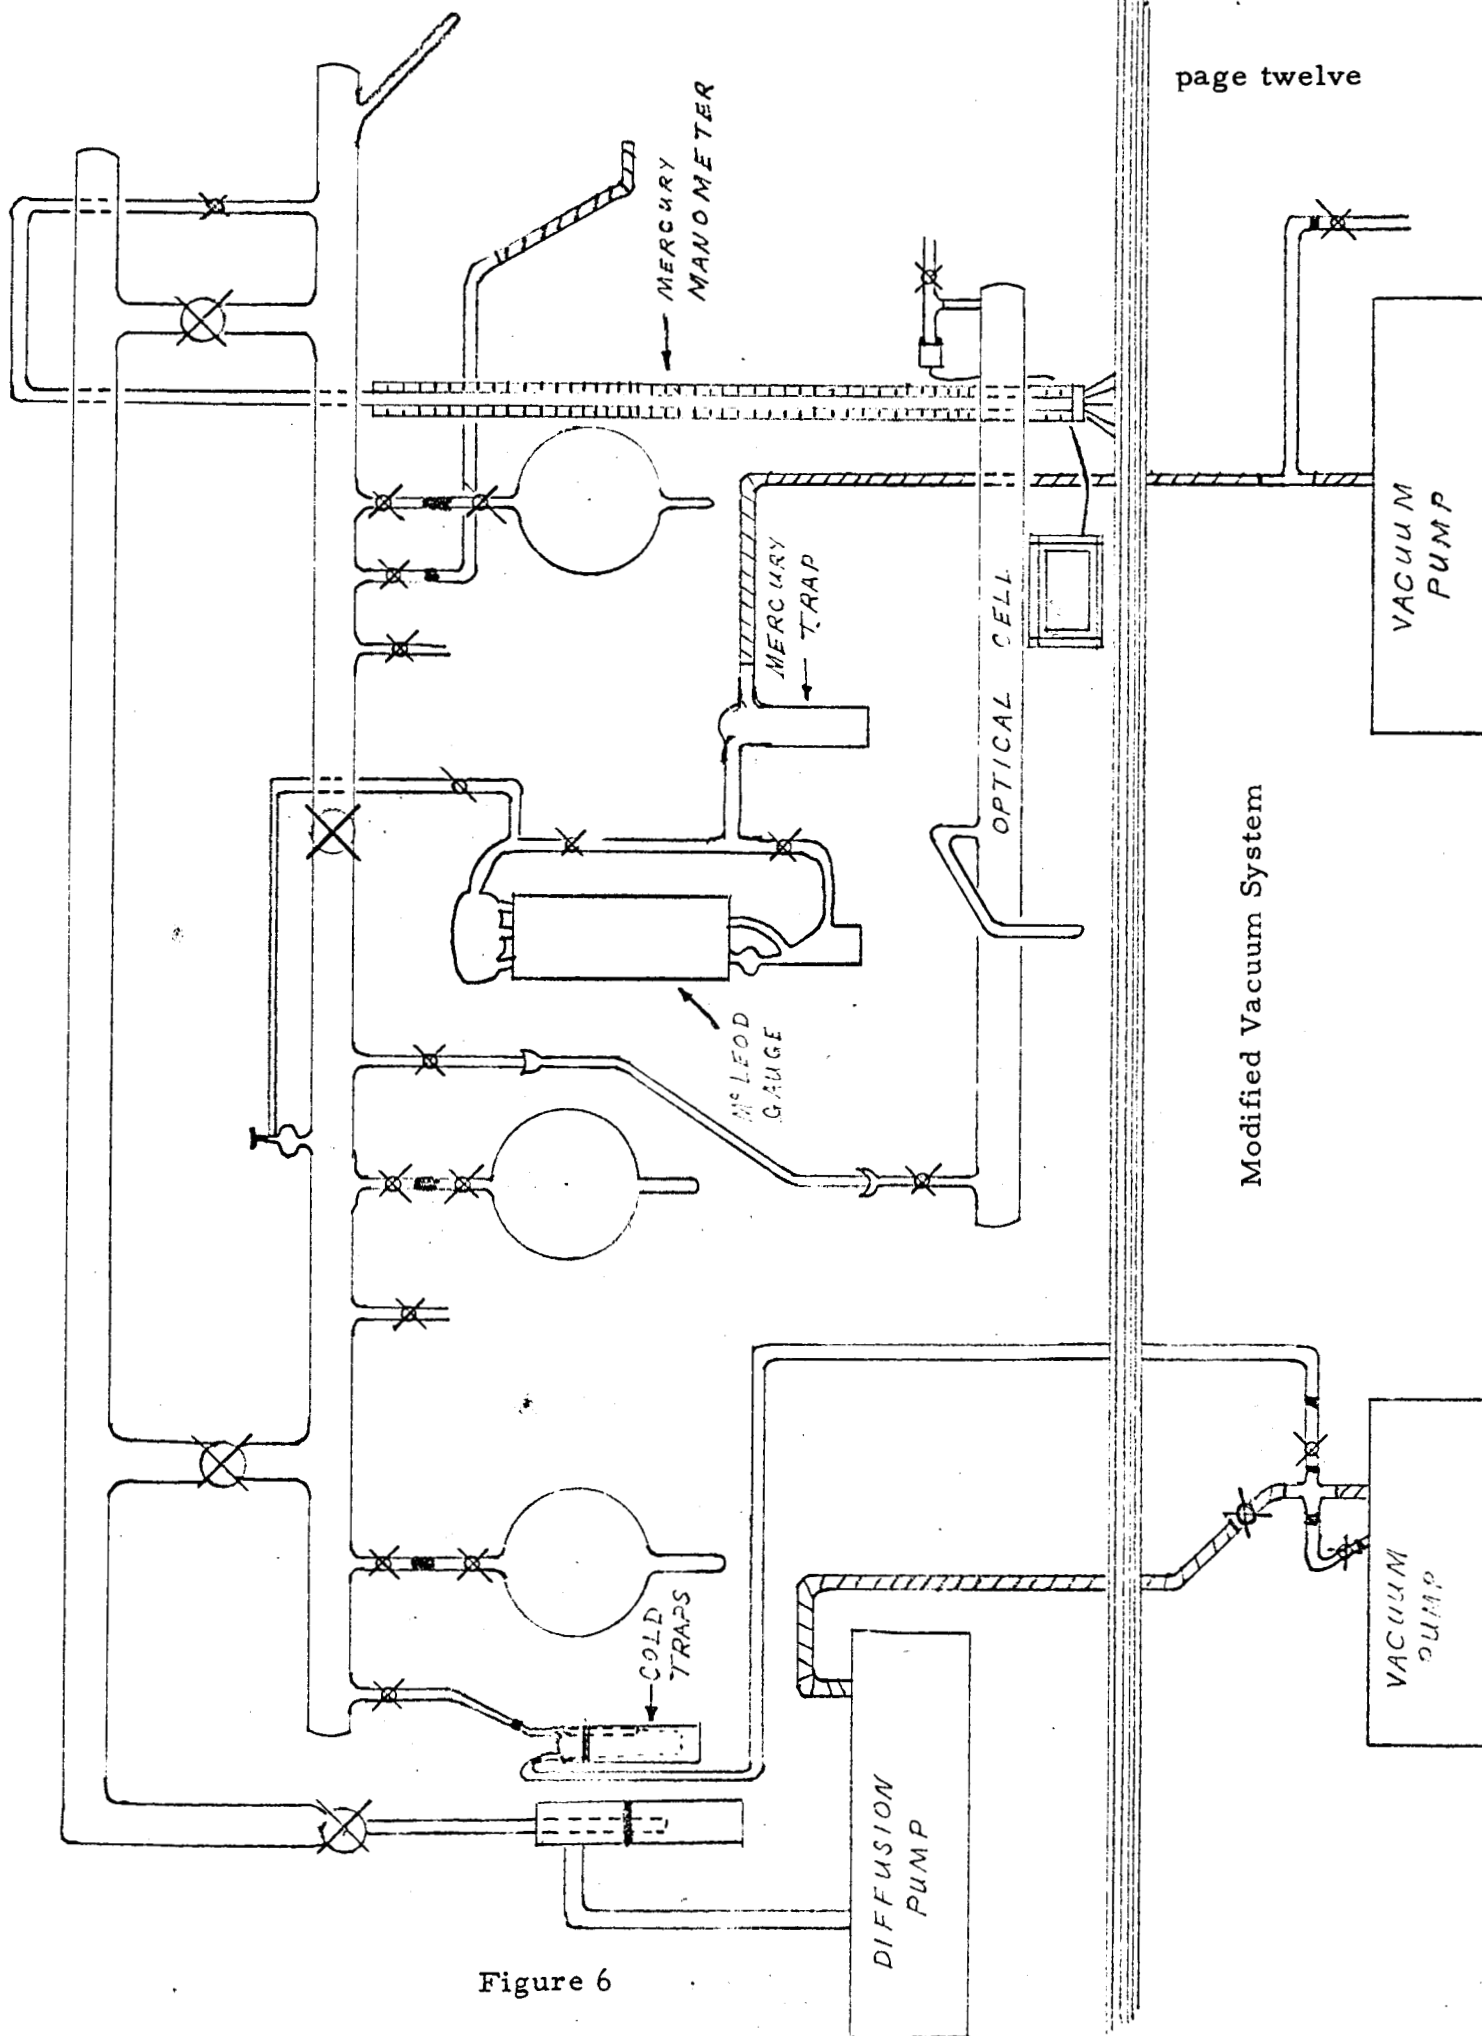 page twelve
MERCURY
MANOMETER
MERCURY
TRAP
VACUUM
PUMP
OPTICAL CELL
McLEOD
GAUGE
Modified Vacuum System
COLD
TRAPS
VACUUM
PUMP
DIFFUSION
PUMP
Figure 6